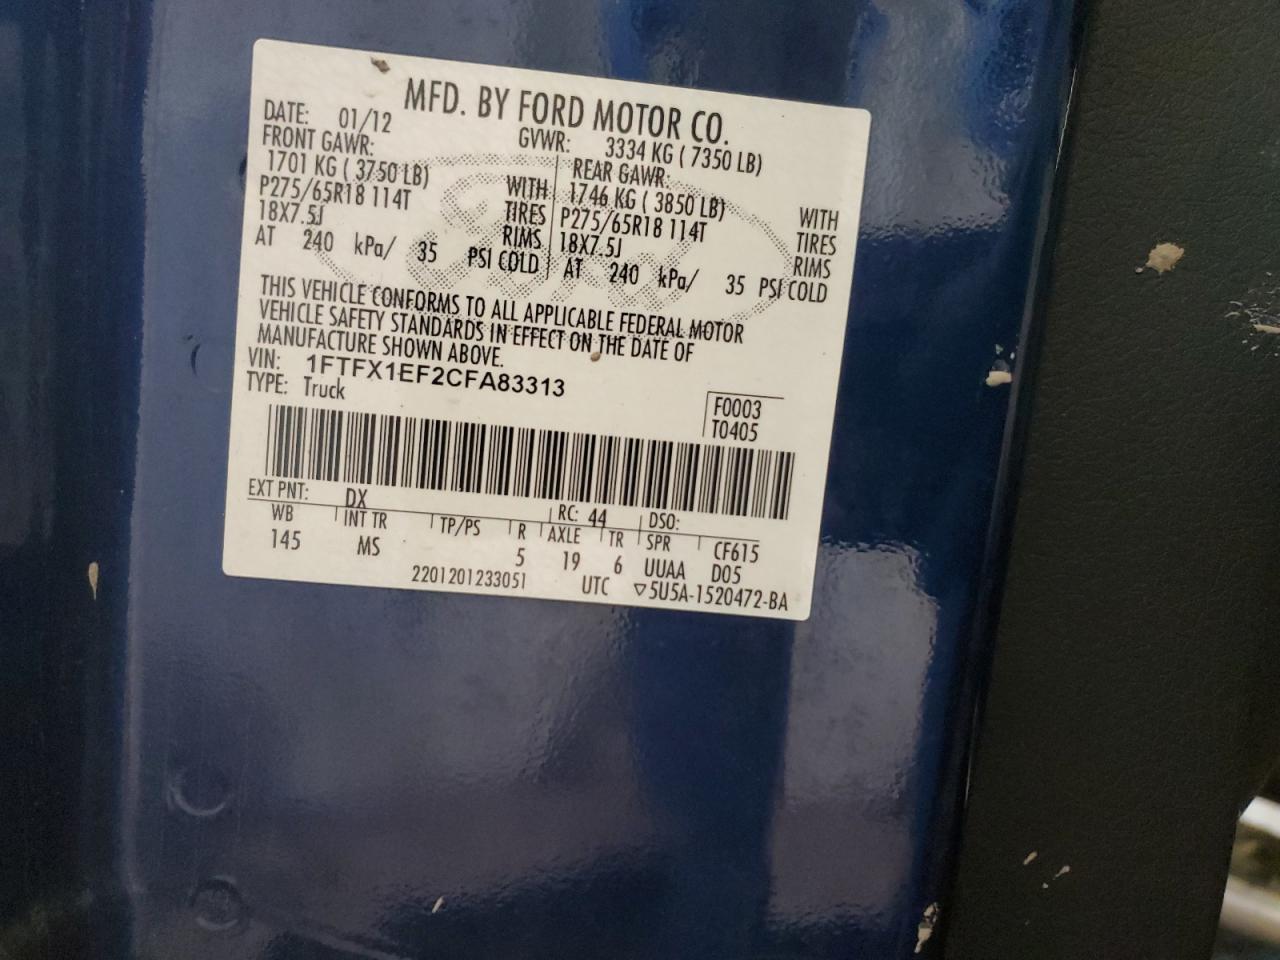 MFD. BY FORD MOTOR CO.
DATE: 01/12 GVWR: 3334 KG ( 7350 LB)
FRONT GAWR: REAR GAWR:
1701 KG ( 3750 LB) WITH 1746 KG ( 3850 LB) WITH
P275/65R18 114T TIRES P275/65R18 114T TIRES
18X7.5J RIMS 18X7.5J RIMS
AT 240 kPa/ 35 PSI COLD AT 240 kPa/ 35 PSI COLD
THIS VEHICLE CONFORMS TO ALL APPLICABLE FEDERAL MOTOR
VEHICLE SAFETY STANDARDS IN EFFECT ON THE DATE OF
MANUFACTURE SHOWN ABOVE.
VIN: 1FTFX1EF2CFA83313
TYPE: Truck
F0003
T0405
EXT PNT: DX RC: 44 DSO:
WB INT TR TP/PS R AXLE TR SPR CF615
145 MS 5 19 6 UUAA D05
2201201233051 UTC ▽5U5A-1520472-BA